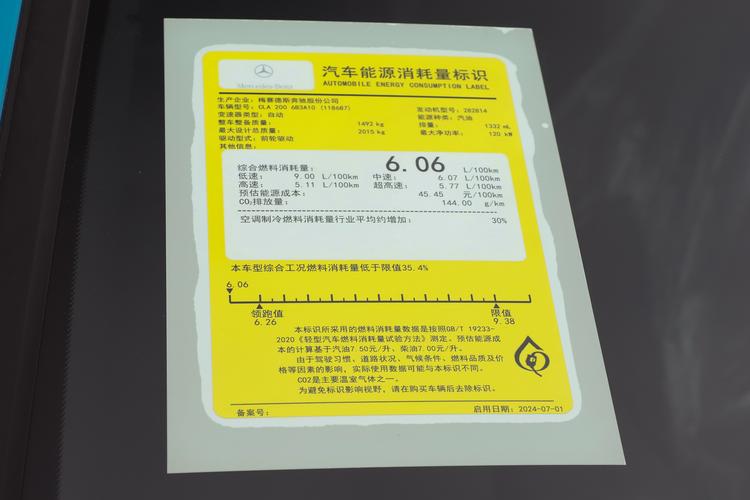 Mercedes-Benz
汽车能源消耗量标识
AUTOMOBILE ENERGY CONSUMPTION LABEL
生产企业：梅赛德斯奔驰股份公司
车辆型号：CLA 200 6B3A10 (118687) 发动机型号：282814
变速器类型：自动 能源种类：汽油
整车整备质量： 1492 kg 排量： 1332 mL
最大设计总质量： 2015 kg 最大净功率： 120 kW
驱动型式：前轮驱动
其他信息：
综合燃料消耗量： 6.06 L/100km
低速： 9.00 L/100km 中速： 6.07 L/100km
高速： 5.11 L/100km 超高速： 5.77 L/100km
预估能源成本： 45.45 元/100km
CO₂排放量： 144.00 g/km
空调制冷燃料消耗量行业平均约增加： 30%
本车型综合工况燃料消耗量低于限值35.4%
6.06
领跑值 限值
6.26 9.38
本标识所采用的燃料消耗量数据是按照GB/T 19233-
2020《轻型汽车燃料消耗量试验方法》测定。预估能源成
本的计算基于汽油7.50元/升，柴油7.00元/升。
由于驾驶习惯、道路状况、气候条件、燃料品质及价
格等因素的影响，实际使用数据可能与本标识不同。
CO2是主要温室气体之一。
为避免标识影响视野，请在购买车辆后去除标识。
备案号： 启用日期：2024-07-01